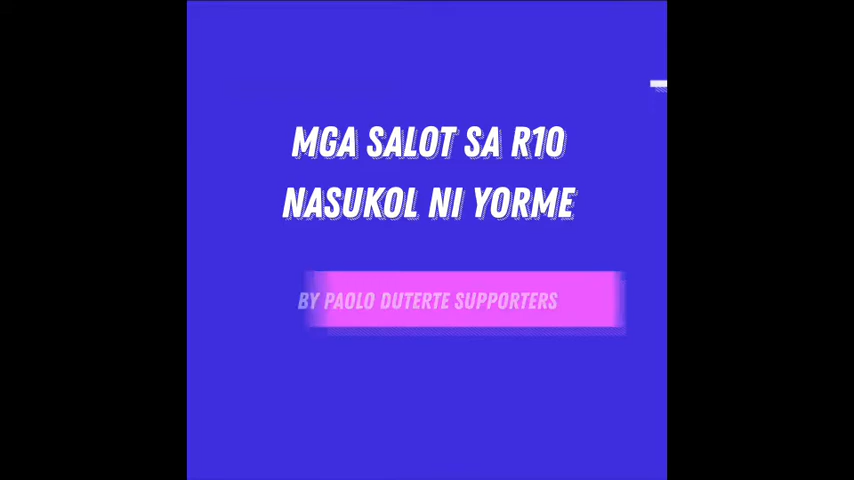 MGA SALOT SA R10
NASUKOL NI YORME
BY PAOLO DUTERTE SUPPORTERS